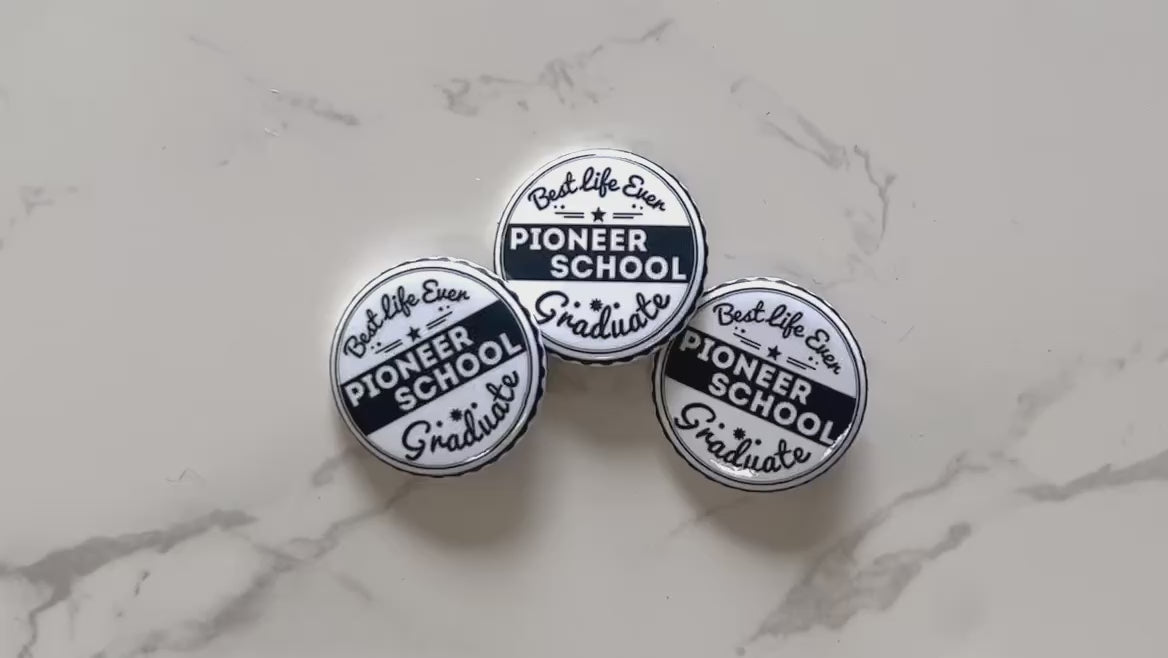 Best life Ever
PIONEER
SCHOOL
Graduate
Best life Ever
PIONEER
SCHOOL
Graduate
Best life Ever
PIONEER
SCHOOL
Graduate